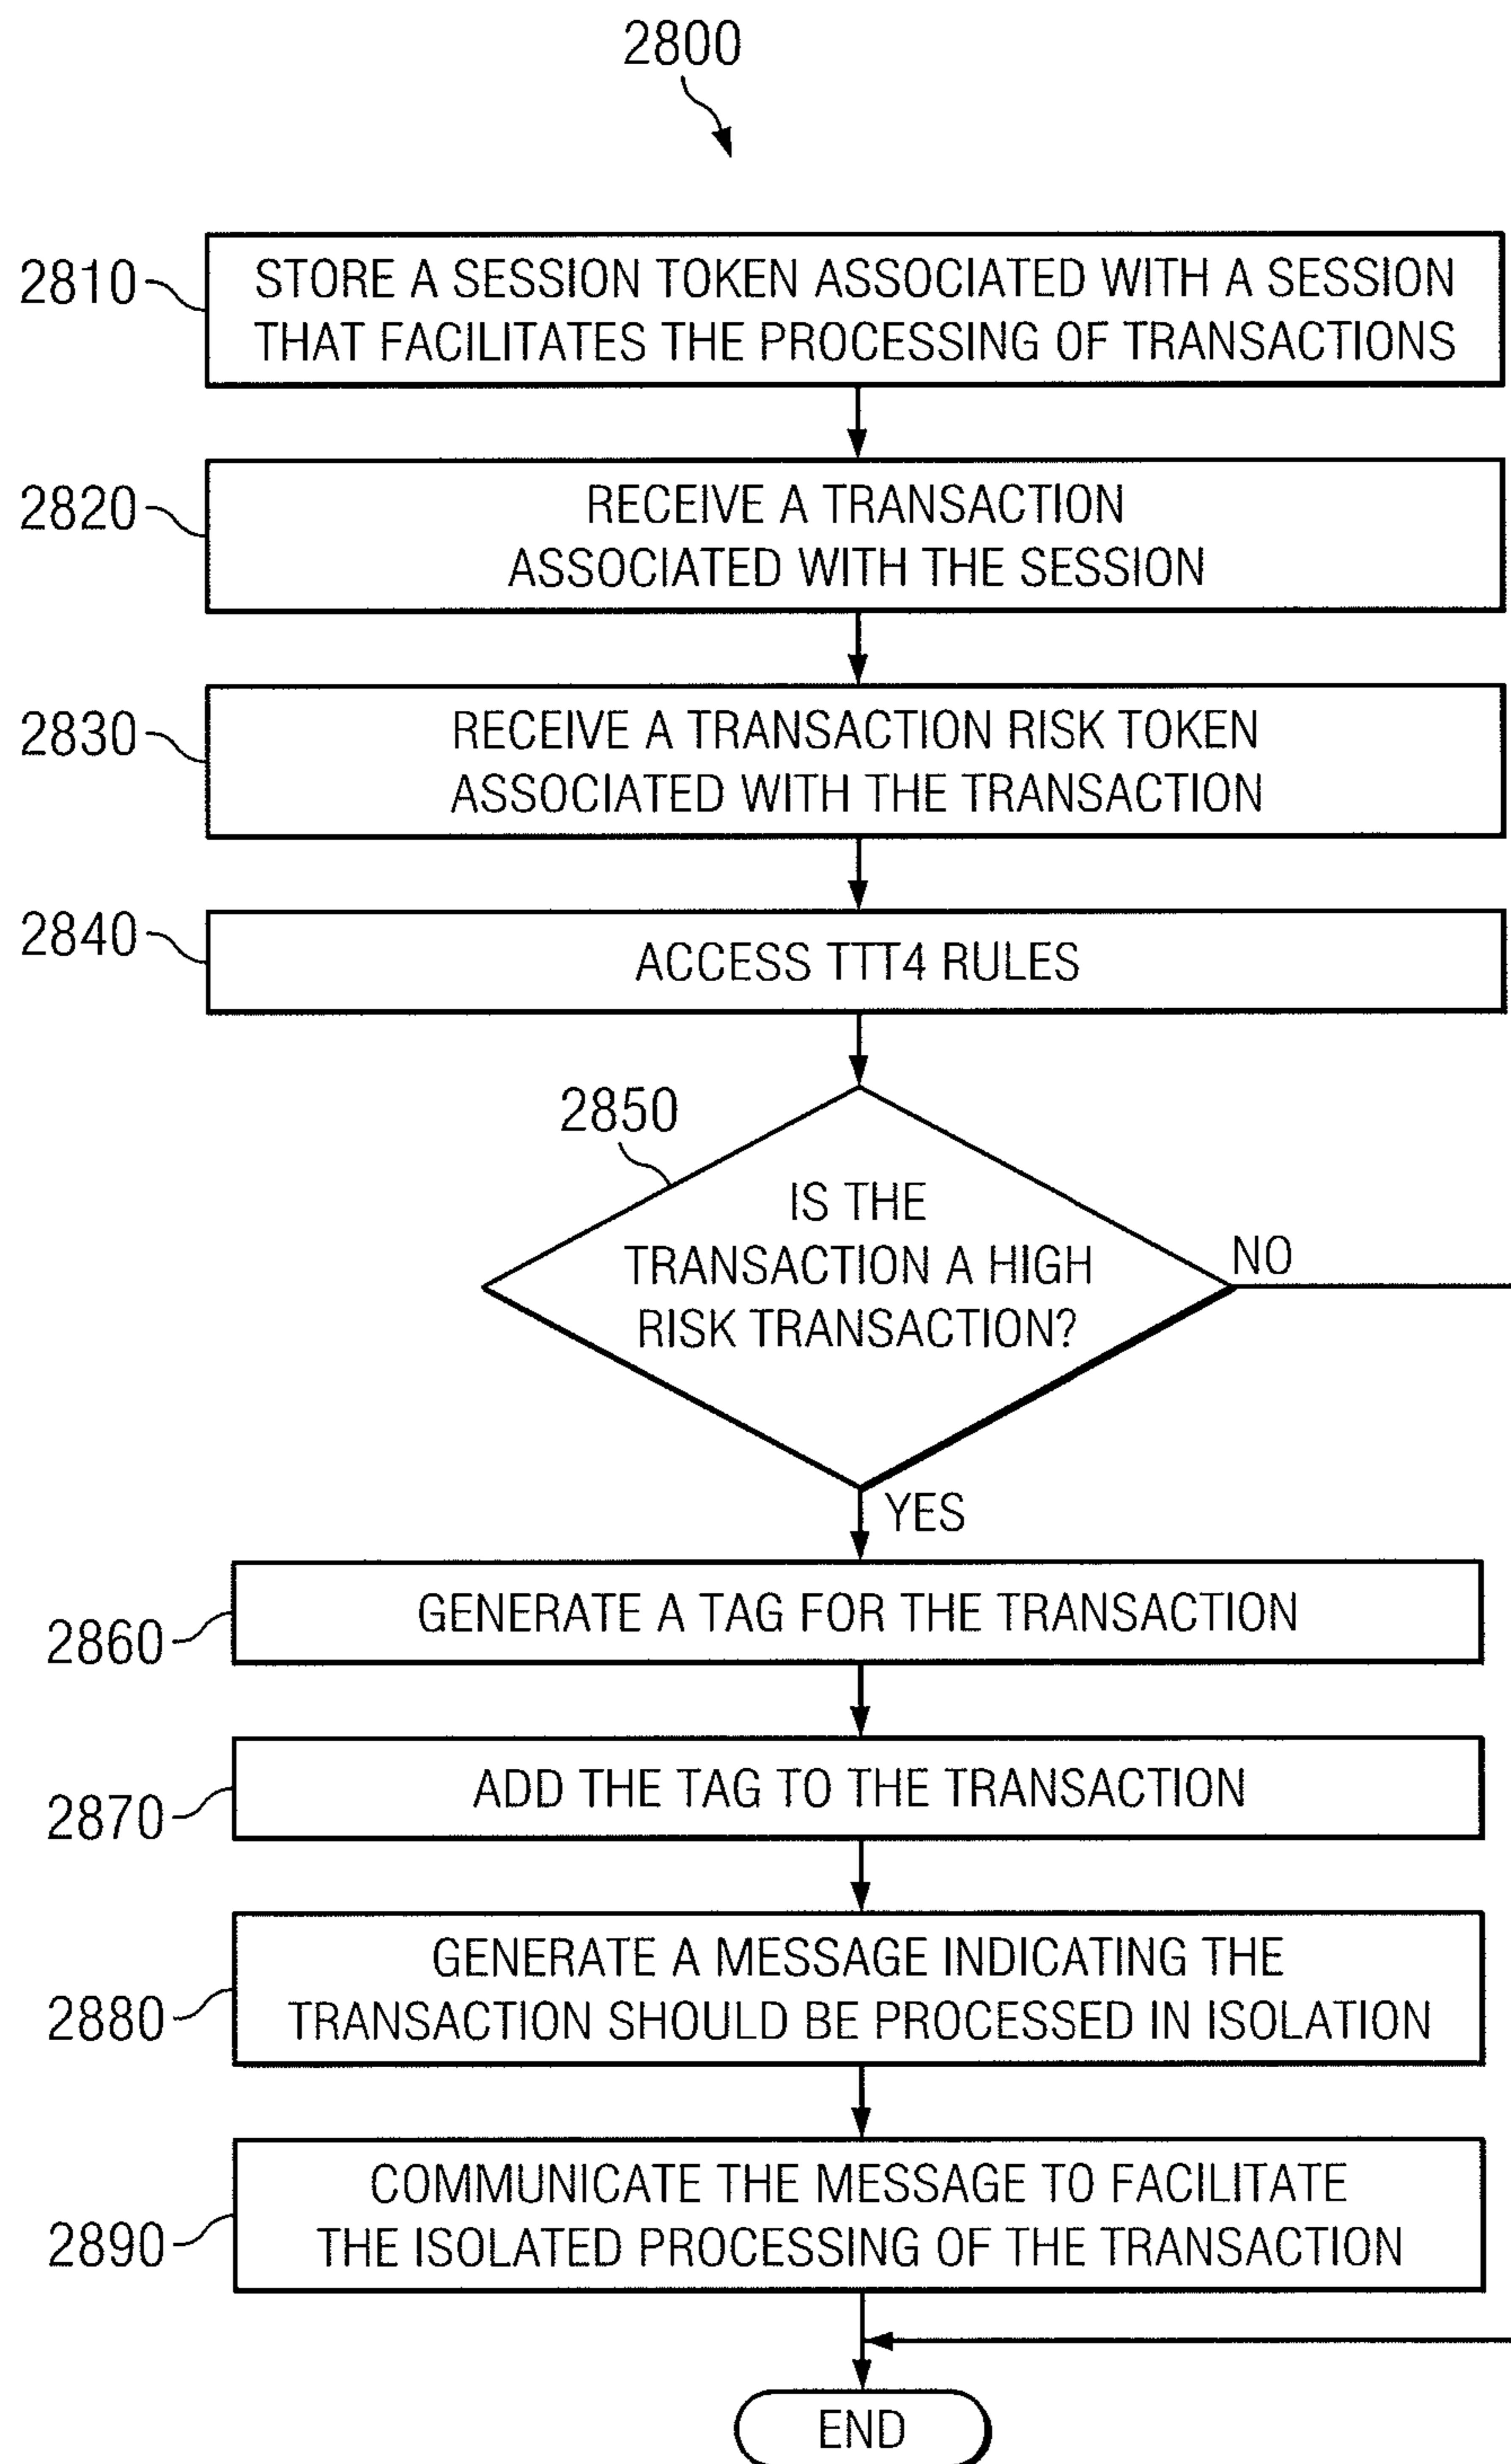 2800
2810
STORE A SESSION TOKEN ASSOCIATED WITH A SESSION
THAT FACILITATES THE PROCESSING OF TRANSACTIONS
2820
RECEIVE A TRANSACTION
ASSOCIATED WITH THE SESSION
2830
RECEIVE A TRANSACTION RISK TOKEN
ASSOCIATED WITH THE TRANSACTION
2840
ACCESS TTT4 RULES
2850
IS THE
TRANSACTION A HIGH
RISK TRANSACTION?
NO
YES
2860
GENERATE A TAG FOR THE TRANSACTION
2870
ADD THE TAG TO THE TRANSACTION
2880
GENERATE A MESSAGE INDICATING THE
TRANSACTION SHOULD BE PROCESSED IN ISOLATION
2890
COMMUNICATE THE MESSAGE TO FACILITATE
THE ISOLATED PROCESSING OF THE TRANSACTION
END